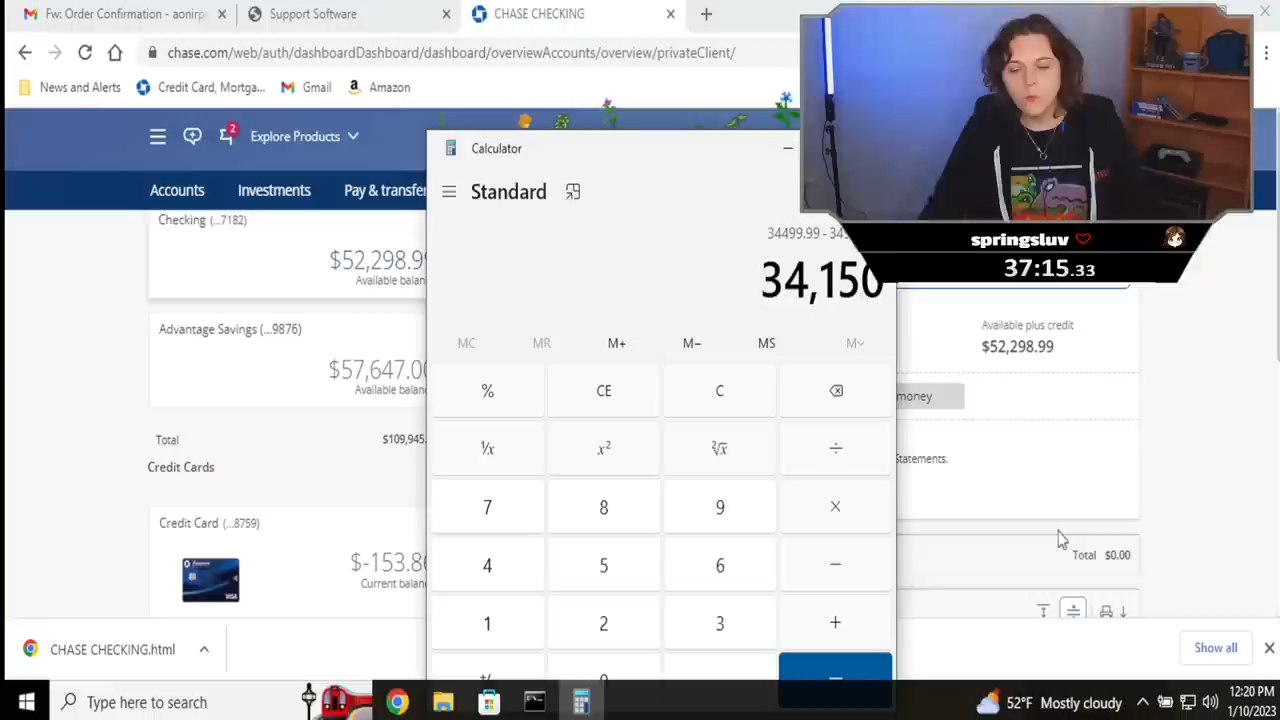 Fw: Order Confirmation - aonirp
Support Software
CHASE CHECKING
chase.com/web/auth/dashboardDashboard/dashboard/overviewAccounts/overview/privateClient/
News and Alerts
Credit Card, Mortga...
Gmail
Amazon
2
Explore Products
Accounts
Investments
Pay & transfer
Checking (...7182)
$52,298.9
Available balan
Advantage Savings (...9876)
$57,647.00
Available balan
Total
$109,945.
Credit Cards
Credit Card (...8759)
$-153.86
Current balan
VISA
Calculator
Standard
34499.99 - 34
34,150
MC
MR
M+
M−
MS
M˅
%
CE
C
⌫
⅟x
x²
²√x
÷
7
8
9
×
4
5
6
−
1
2
3
+
springsluv
37:15.33
Available plus credit
$52,298.99
money
Statements.
Total $0.00
CHASE CHECKING.html
Show all
Type here to search
52°F Mostly cloudy
12:20 PM
1/10/2023